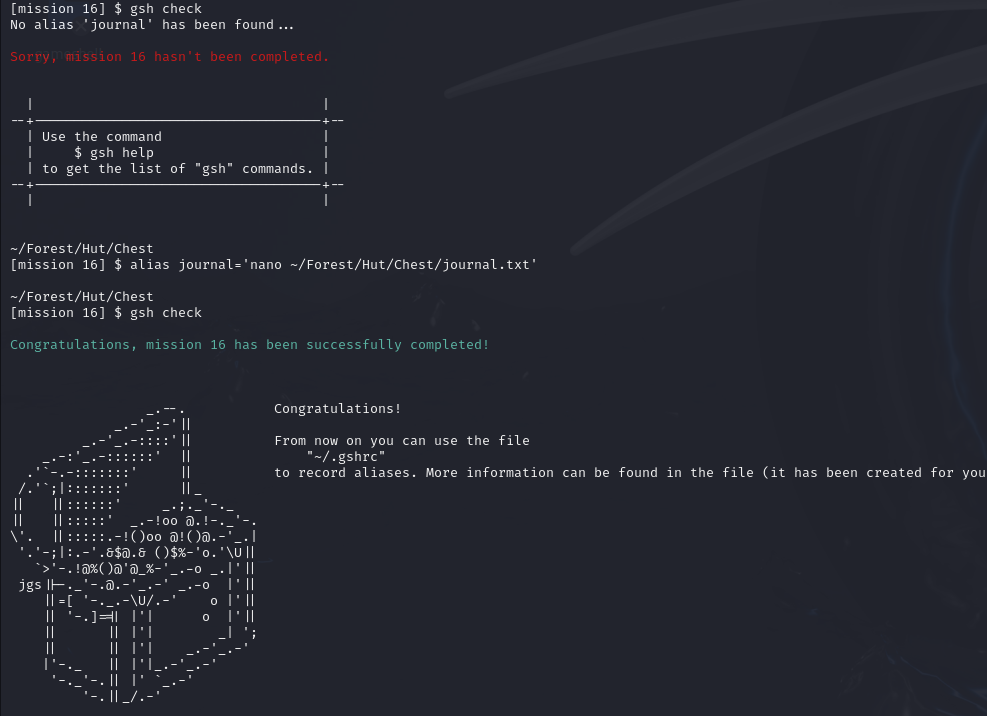 [mission 16] $ gsh check
No alias 'journal' has been found...
Sorry, mission 16 hasn't been completed.
Use the command
$ gsh help
to get the list of "gsh" commands.
~/Forest/Hut/Chest
[mission 16] $ alias journal='nano ~/Forest/Hut/Chest/journal.txt'
~/Forest/Hut/Chest
[mission 16] $ gsh check
Congratulations, mission 16 has been successfully completed!
Congratulations!
From now on you can use the file
"~/.gshrc"
to record aliases. More information can be found in the file (it has been created for you
jgs